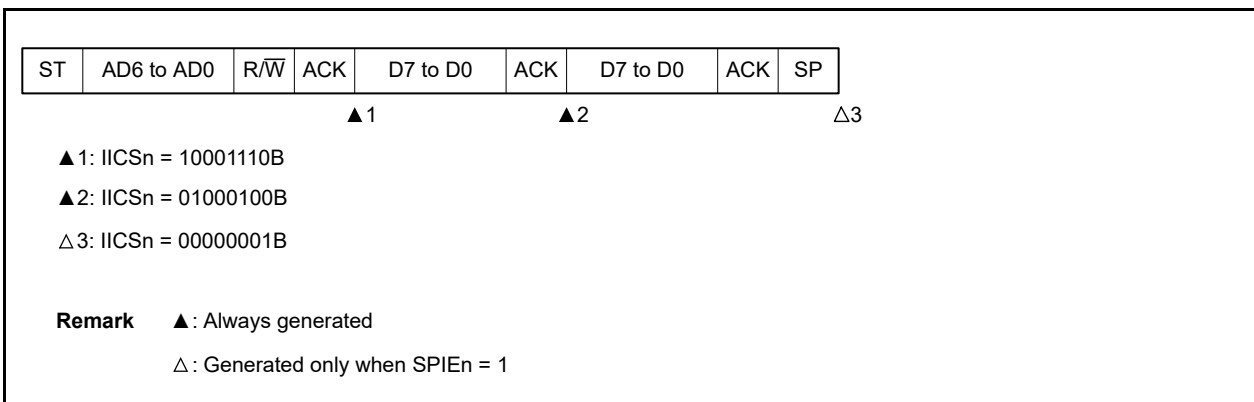 ST AD6 to AD0 R/W̅ ACK D7 to D0 ACK D7 to D0 ACK SP
▲1 ▲2 △3
▲1: IICSn = 10001110B
▲2: IICSn = 01000100B
△3: IICSn = 00000001B
Remark ▲: Always generated
△: Generated only when SPIEn = 1